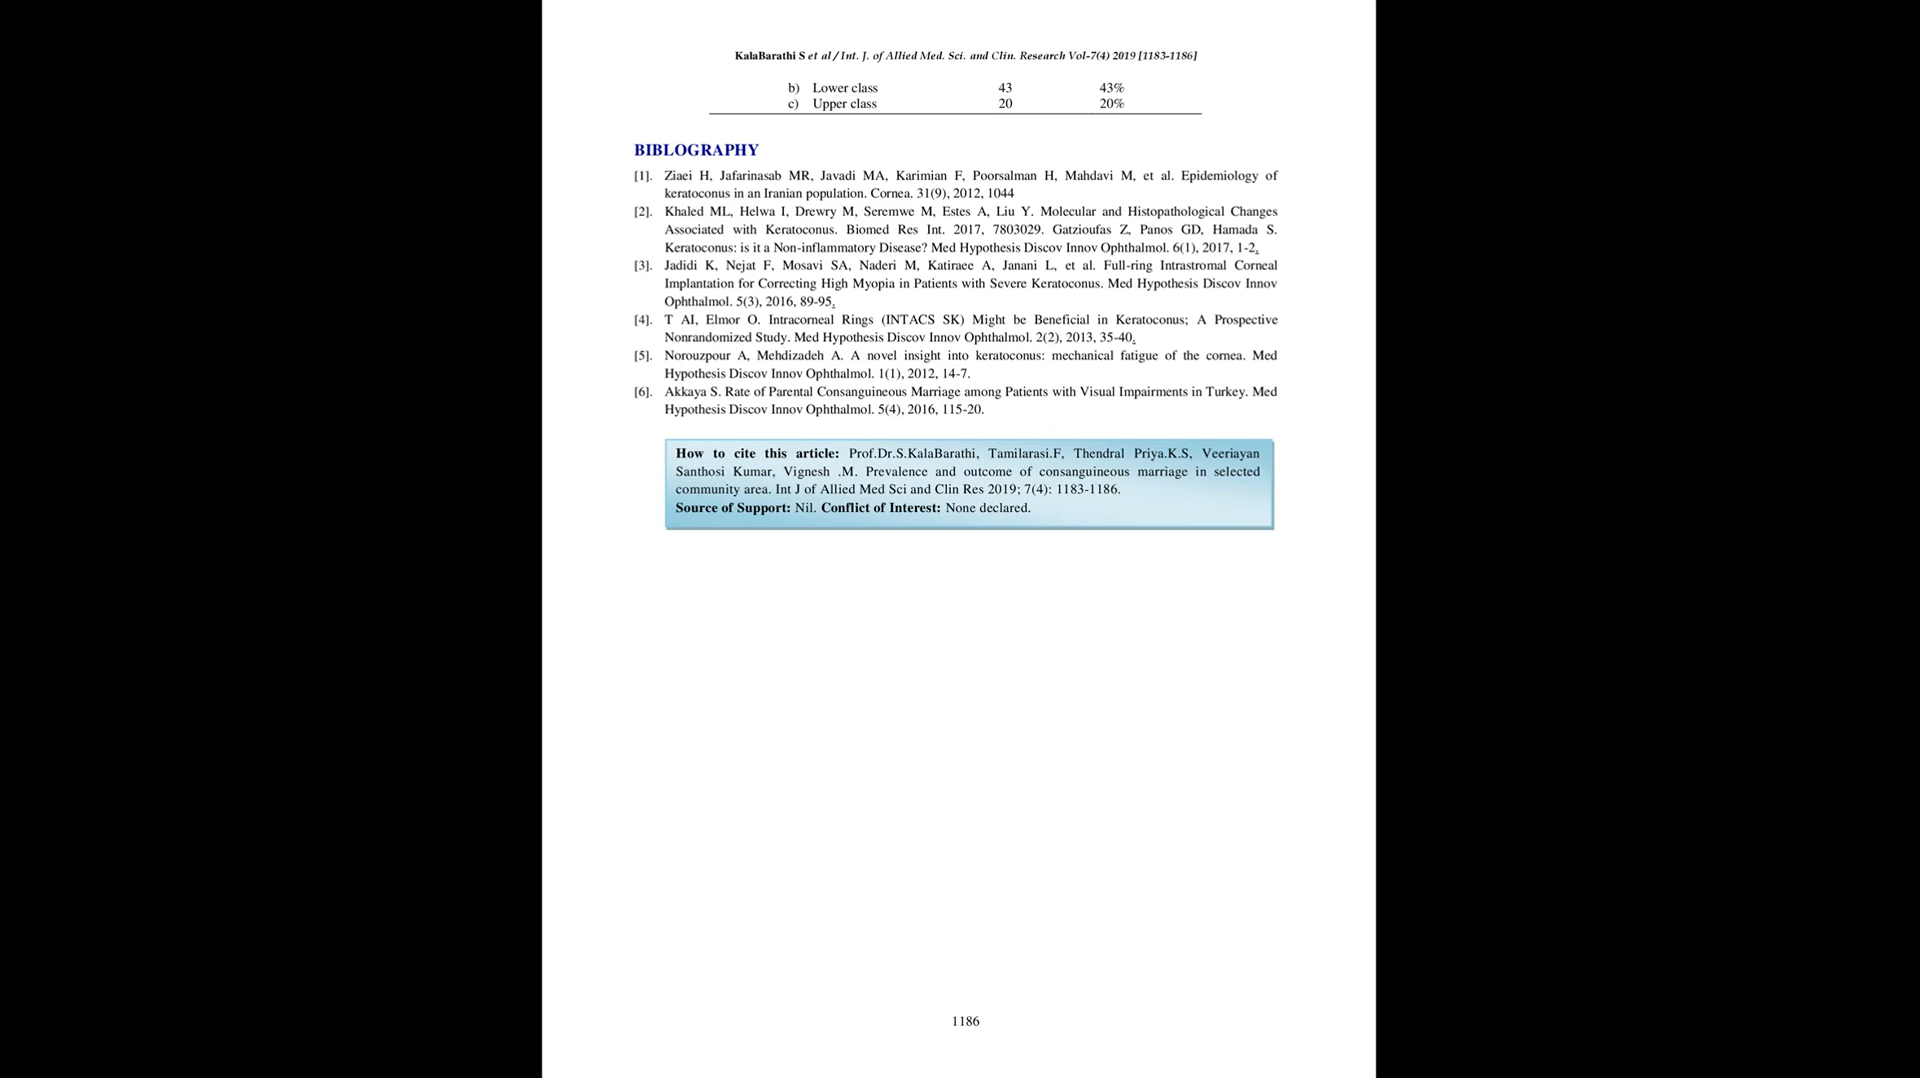 KalaBarathi S et al / Int. J. of Allied Med. Sci. and Clin. Research Vol-7(4) 2019 [1183-1186]
b) Lower class 43 43%
c) Upper class 20 20%
BIBLOGRAPHY
[1]. Ziaei H, Jafarinasab MR, Javadi MA, Karimian F, Poorsalman H, Mahdavi M, et al. Epidemiology of
keratoconus in an Iranian population. Cornea. 31(9), 2012, 1044
[2]. Khaled ML, Helwa I, Drewry M, Seremwe M, Estes A, Liu Y. Molecular and Histopathological Changes
Associated with Keratoconus. Biomed Res Int. 2017, 7803029. Gatzioufas Z, Panos GD, Hamada S.
Keratoconus: is it a Non-inflammatory Disease? Med Hypothesis Discov Innov Ophthalmol. 6(1), 2017, 1-2.
[3]. Jadidi K, Nejat F, Mosavi SA, Naderi M, Katiraee A, Janani L, et al. Full-ring Intrastromal Corneal
Implantation for Correcting High Myopia in Patients with Severe Keratoconus. Med Hypothesis Discov Innov
Ophthalmol. 5(3), 2016, 89-95.
[4]. T AI, Elmor O. Intracorneal Rings (INTACS SK) Might be Beneficial in Keratoconus; A Prospective
Nonrandomized Study. Med Hypothesis Discov Innov Ophthalmol. 2(2), 2013, 35-40.
[5]. Norouzpour A, Mehdizadeh A. A novel insight into keratoconus: mechanical fatigue of the cornea. Med
Hypothesis Discov Innov Ophthalmol. 1(1), 2012, 14-7.
[6]. Akkaya S. Rate of Parental Consanguineous Marriage among Patients with Visual Impairments in Turkey. Med
Hypothesis Discov Innov Ophthalmol. 5(4), 2016, 115-20.
How to cite this article: Prof.Dr.S.KalaBarathi, Tamilarasi.F, Thendral Priya.K.S, Veeriayan
Santhosi Kumar, Vignesh .M. Prevalence and outcome of consanguineous marriage in selected
community area. Int J of Allied Med Sci and Clin Res 2019; 7(4): 1183-1186.
Source of Support: Nil. Conflict of Interest: None declared.
1186